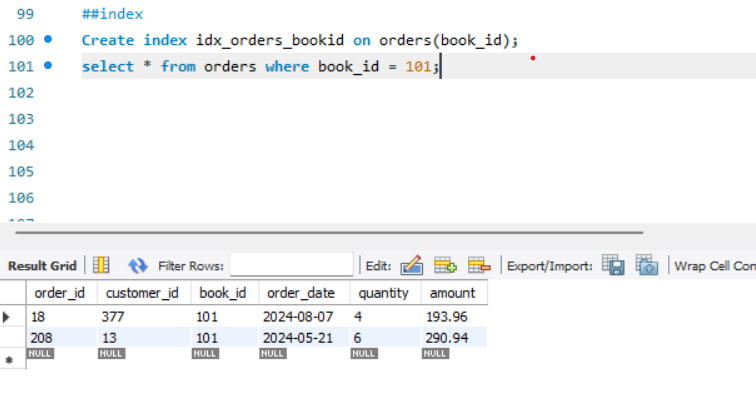 99 ##index
100 Create index idx_orders_bookid on orders(book_id);
101 select * from orders where book_id = 101;
102
103
104
105
106
Result Grid Filter Rows: Edit: Export/Import: Wrap Cell Con
order_id customer_id book_id order_date quantity amount
18 377 101 2024-08-07 4 193.96
208 13 101 2024-05-21 6 290.94
NULL NULL NULL NULL NULL NULL